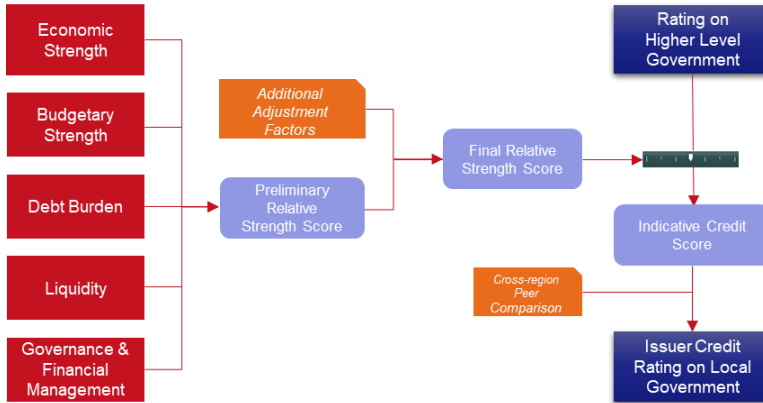 Economic
Strength
Budgetary
Strength
Debt Burden
Liquidity
Governance &
Financial
Management
Additional
Adjustment
Factors
Preliminary
Relative
Strength Score
Final Relative
Strength Score
Rating on
Higher Level
Government
Indicative Credit
Score
Cross-region
Peer
Comparison
Issuer Credit
Rating on Local
Government